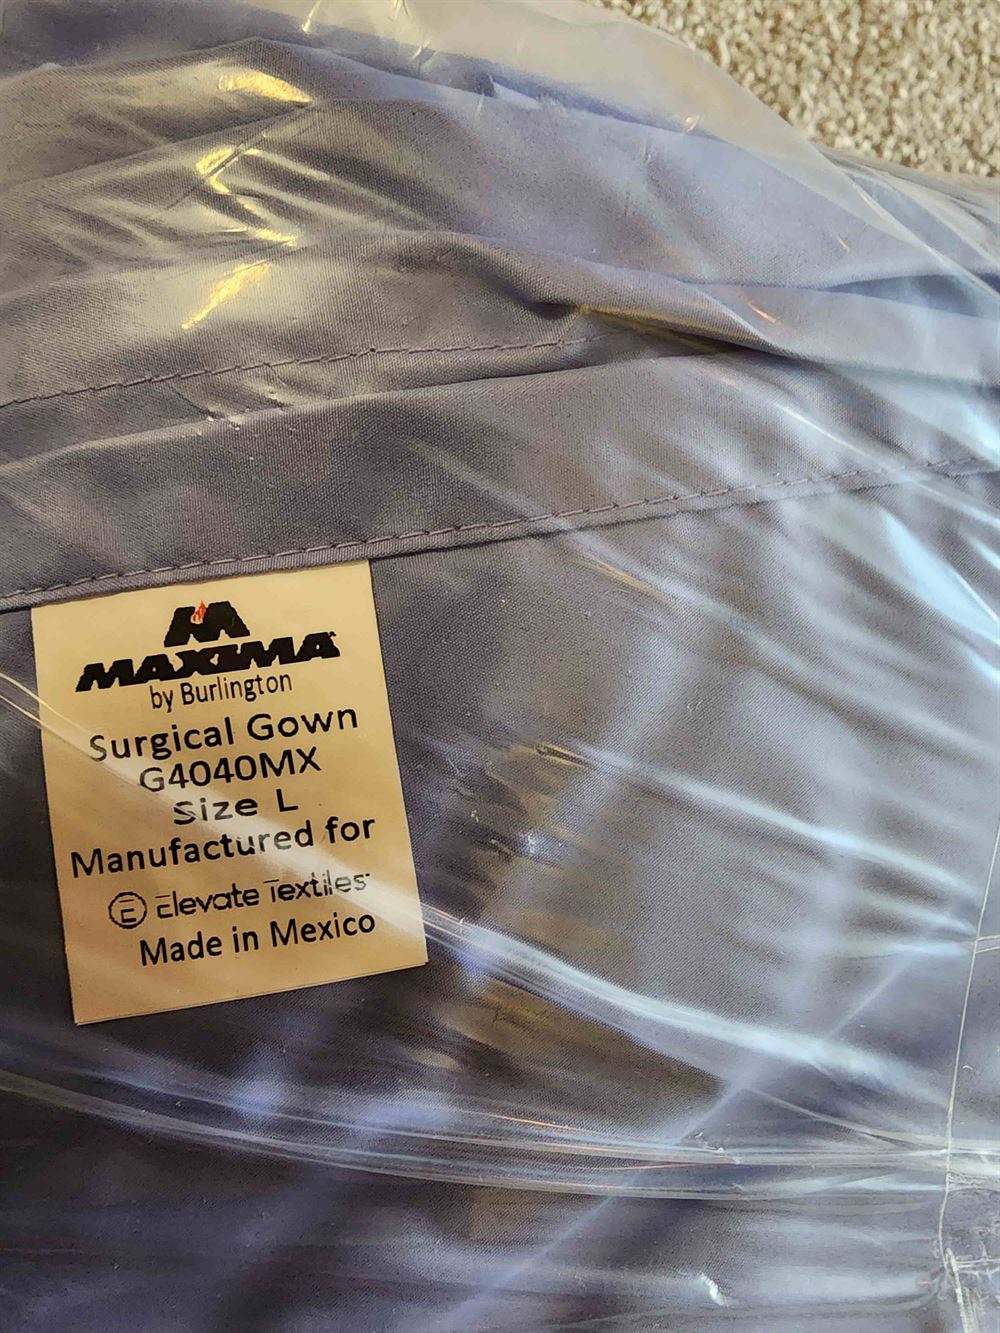 MAXIMA
by Burlington
Surgical Gown
G4040MX
Size L
Manufactured for
E Elevate Textiles
Made in Mexico